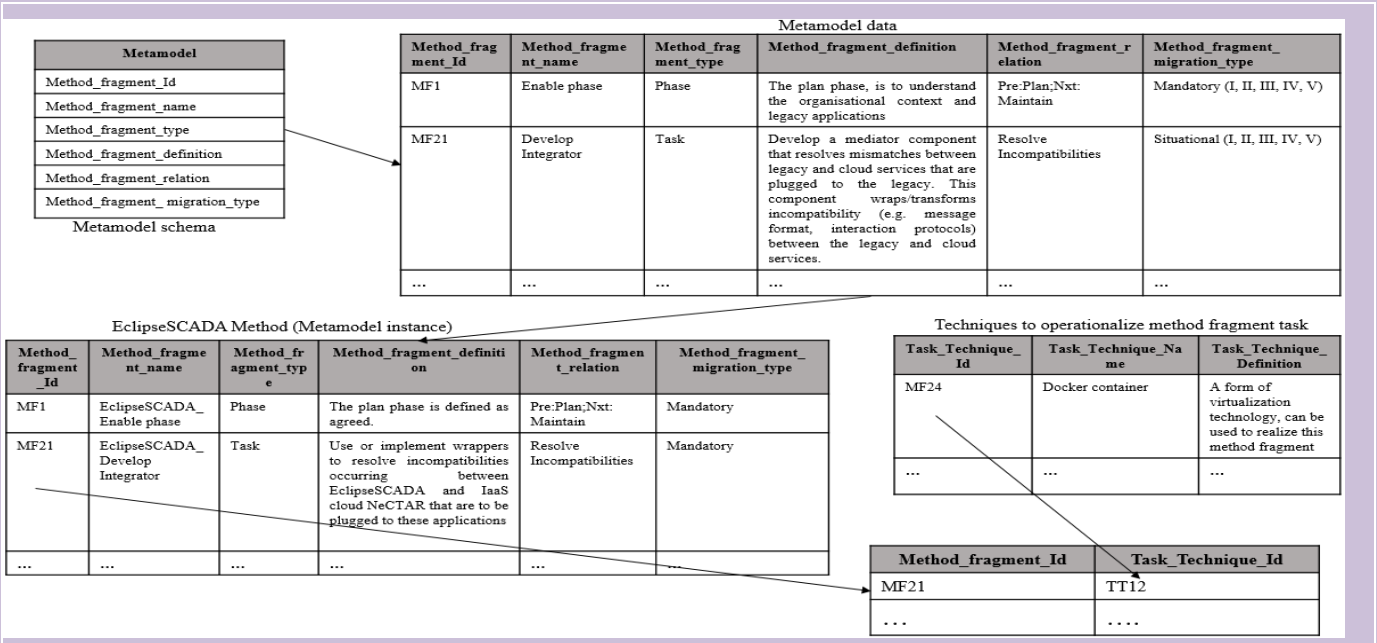 Metamodel
Method_fragment_Id
Method_fragment_name
Method_fragment_type
Method_fragment_definition
Method_fragment_relation
Method_fragment_ migration_type
Metamodel schema
Metamodel data
Method_frag
ment_Id
Method_fragme
nt_name
Method_frag
ment_type
Method_fragment_definition
Method_fragment_r
elation
Method_fragment_
migration_type
MF1
Enable phase
Phase
The plan phase, is to understand
the organisational context and
legacy applications
Pre:Plan;Nxt:
Maintain
Mandatory (I, II, III, IV, V)
MF21
Develop
Integrator
Task
Develop a mediator component
that resolves mismatches between
legacy and cloud services that are
plugged to the legacy. This
component wraps/transforms
incompatibility (e.g. message
format, interaction protocols)
between the legacy and cloud
services.
Resolve
Incompatibilities
Situational (I, II, III, IV, V)
...
...
...
...
...
...
EclipseSCADA Method (Metamodel instance)
Method_
fragment
_Id
Method_fragme
nt_name
Method_fr
agment_typ
e
Method_fragment_definiti
on
Method_fragmen
t_relation
Method_fragment_
migration_type
MF1
EclipseSCADA_
Enable phase
Phase
The plan phase is defined as
agreed.
Pre:Plan;Nxt:
Maintain
Mandatory
MF21
EclipseSCADA_
Develop
Integrator
Task
Use or implement wrappers
to resolve incompatibilities
occurring between
EclipseSCADA and IaaS
cloud NeCTAR that are to be
plugged to these applications
Resolve
Incompatibilities
Mandatory
...
...
...
...
...
...
Techniques to operationalize method fragment task
Task_Technique_
Id
Task_Technique_Na
me
Task_Technique_
Definition
MF24
Docker container
A form of
virtualization
technology, can be
used to realize this
method fragment
...
...
...
Method_fragment_Id
Task_Technique_Id
MF21
TT12
...
....